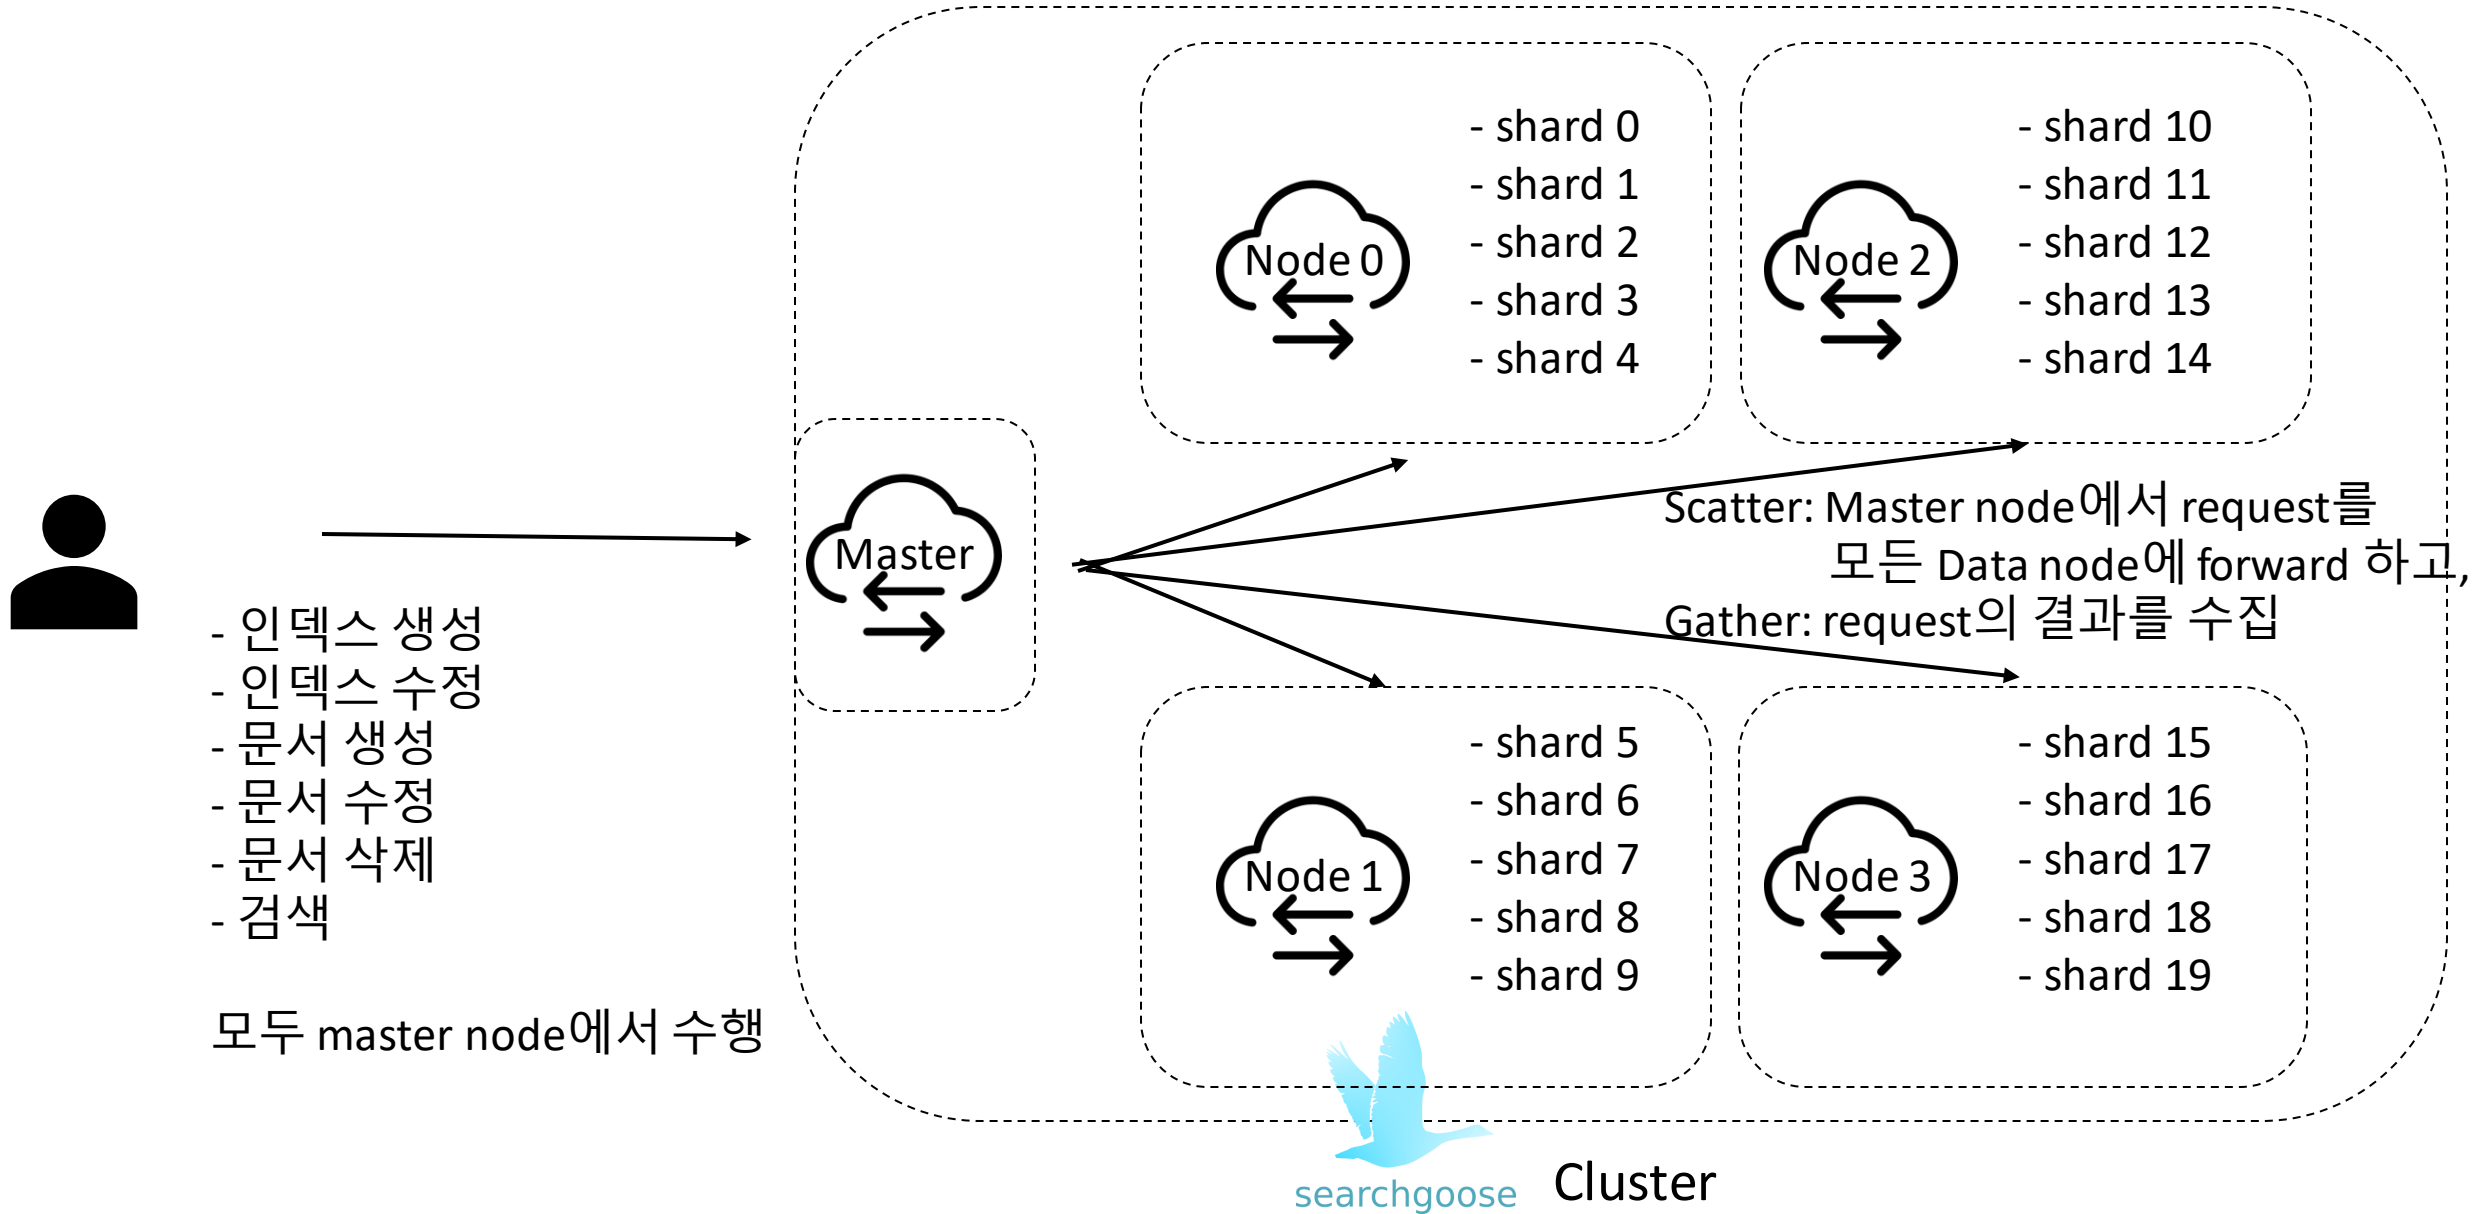 - 인덱스 생성
- 인덱스 수정
- 문서 생성
- 문서 수정
- 문서 삭제
- 검색
모두 master node에서 수행
Master
Node 0
- shard 0
- shard 1
- shard 2
- shard 3
- shard 4
Node 2
- shard 10
- shard 11
- shard 12
- shard 13
- shard 14
Scatter: Master node에서 request를
모든 Data node에 forward 하고,
Gather: request의 결과를 수집
Node 1
- shard 5
- shard 6
- shard 7
- shard 8
- shard 9
Node 3
- shard 15
- shard 16
- shard 17
- shard 18
- shard 19
searchgoose
Cluster